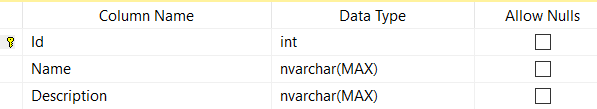 Column Name Data Type Allow Nulls
Id int
Name nvarchar(MAX)
Description nvarchar(MAX)